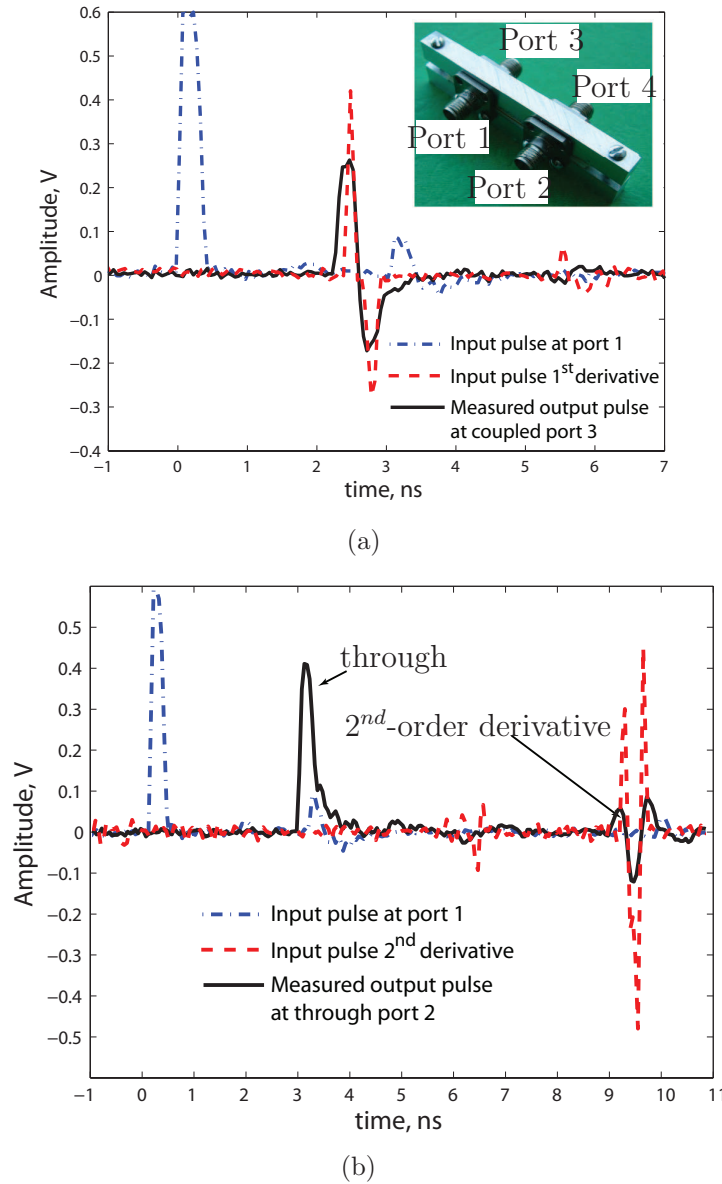 0.6
0.5
0.4
0.3
0.2
0.1
0
−0.1
−0.2
−0.3
−0.4
Amplitude, V
Port 3
Port 4
Port 1
Port 2
Input pulse at port 1
Input pulse 1st derivative
Measured output pulse
at coupled port 3
−1 0 1 2 3 4 5 6 7
time, ns
(a)
0.5
0.4
0.3
0.2
0.1
0
−0.1
−0.2
−0.3
−0.4
−0.5
Amplitude, V
through
2nd-order derivative
Input pulse at port 1
Input pulse 2nd derivative
Measured output pulse
at through port 2
−1 0 1 2 3 4 5 6 7 8 9 10 11
time, ns
(b)